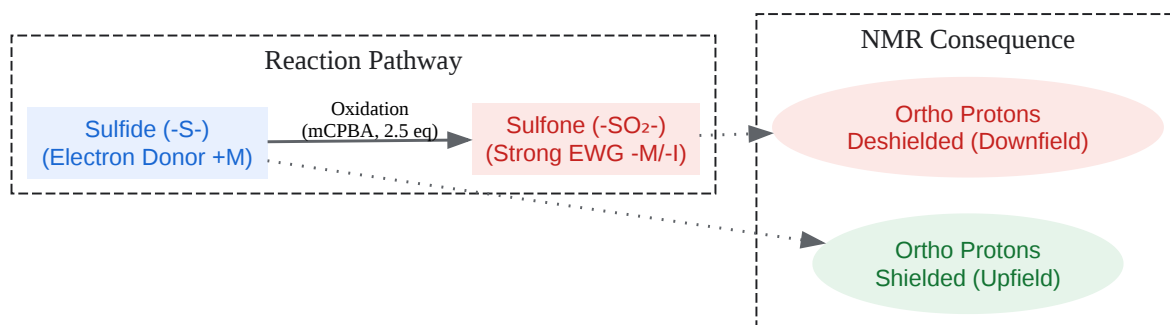 Reaction Pathway
Sulfide (-S-)
(Electron Donor +M)
Oxidation
(mCPBA, 2.5 eq)
Sulfone (-SO₂-)
(Strong EWG -M/-I)
NMR Consequence
Ortho Protons
Deshielded (Downfield)
Ortho Protons
Shielded (Upfield)